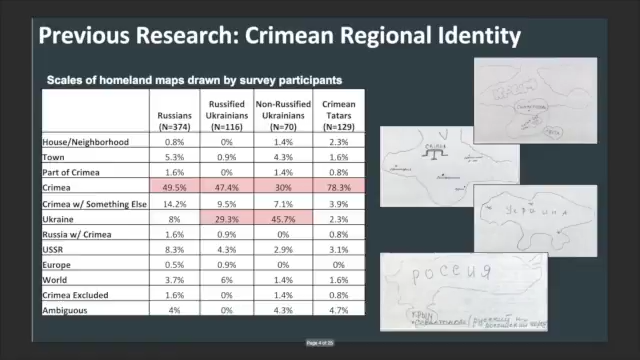 Previous Research: Crimean Regional Identity
Scales of homeland maps drawn by survey participants
Russians (N=374) Russified Ukrainians (N=116) Non-Russified Ukrainians (N=70) Crimean Tatars (N=129)
House/Neighborhood 0.8% 0% 1.4% 2.3%
Town 5.3% 0.9% 4.3% 1.6%
Part of Crimea 1.6% 0% 1.4% 0.8%
Crimea 49.5% 47.4% 30% 78.3%
Crimea w/ Something Else 14.2% 9.5% 7.1% 3.9%
Ukraine 8% 29.3% 45.7% 2.3%
Russia w/ Crimea 1.6% 0.9% 0% 0.8%
USSR 8.3% 4.3% 2.9% 3.1%
Europe 0.5% 0.9% 0% 0%
World 3.7% 6% 1.4% 1.6%
Crimea Excluded 1.6% 0% 1.4% 0.8%
Ambiguous 4% 0% 4.3% 4.7%
РОССИЯ
Page 4 of 25